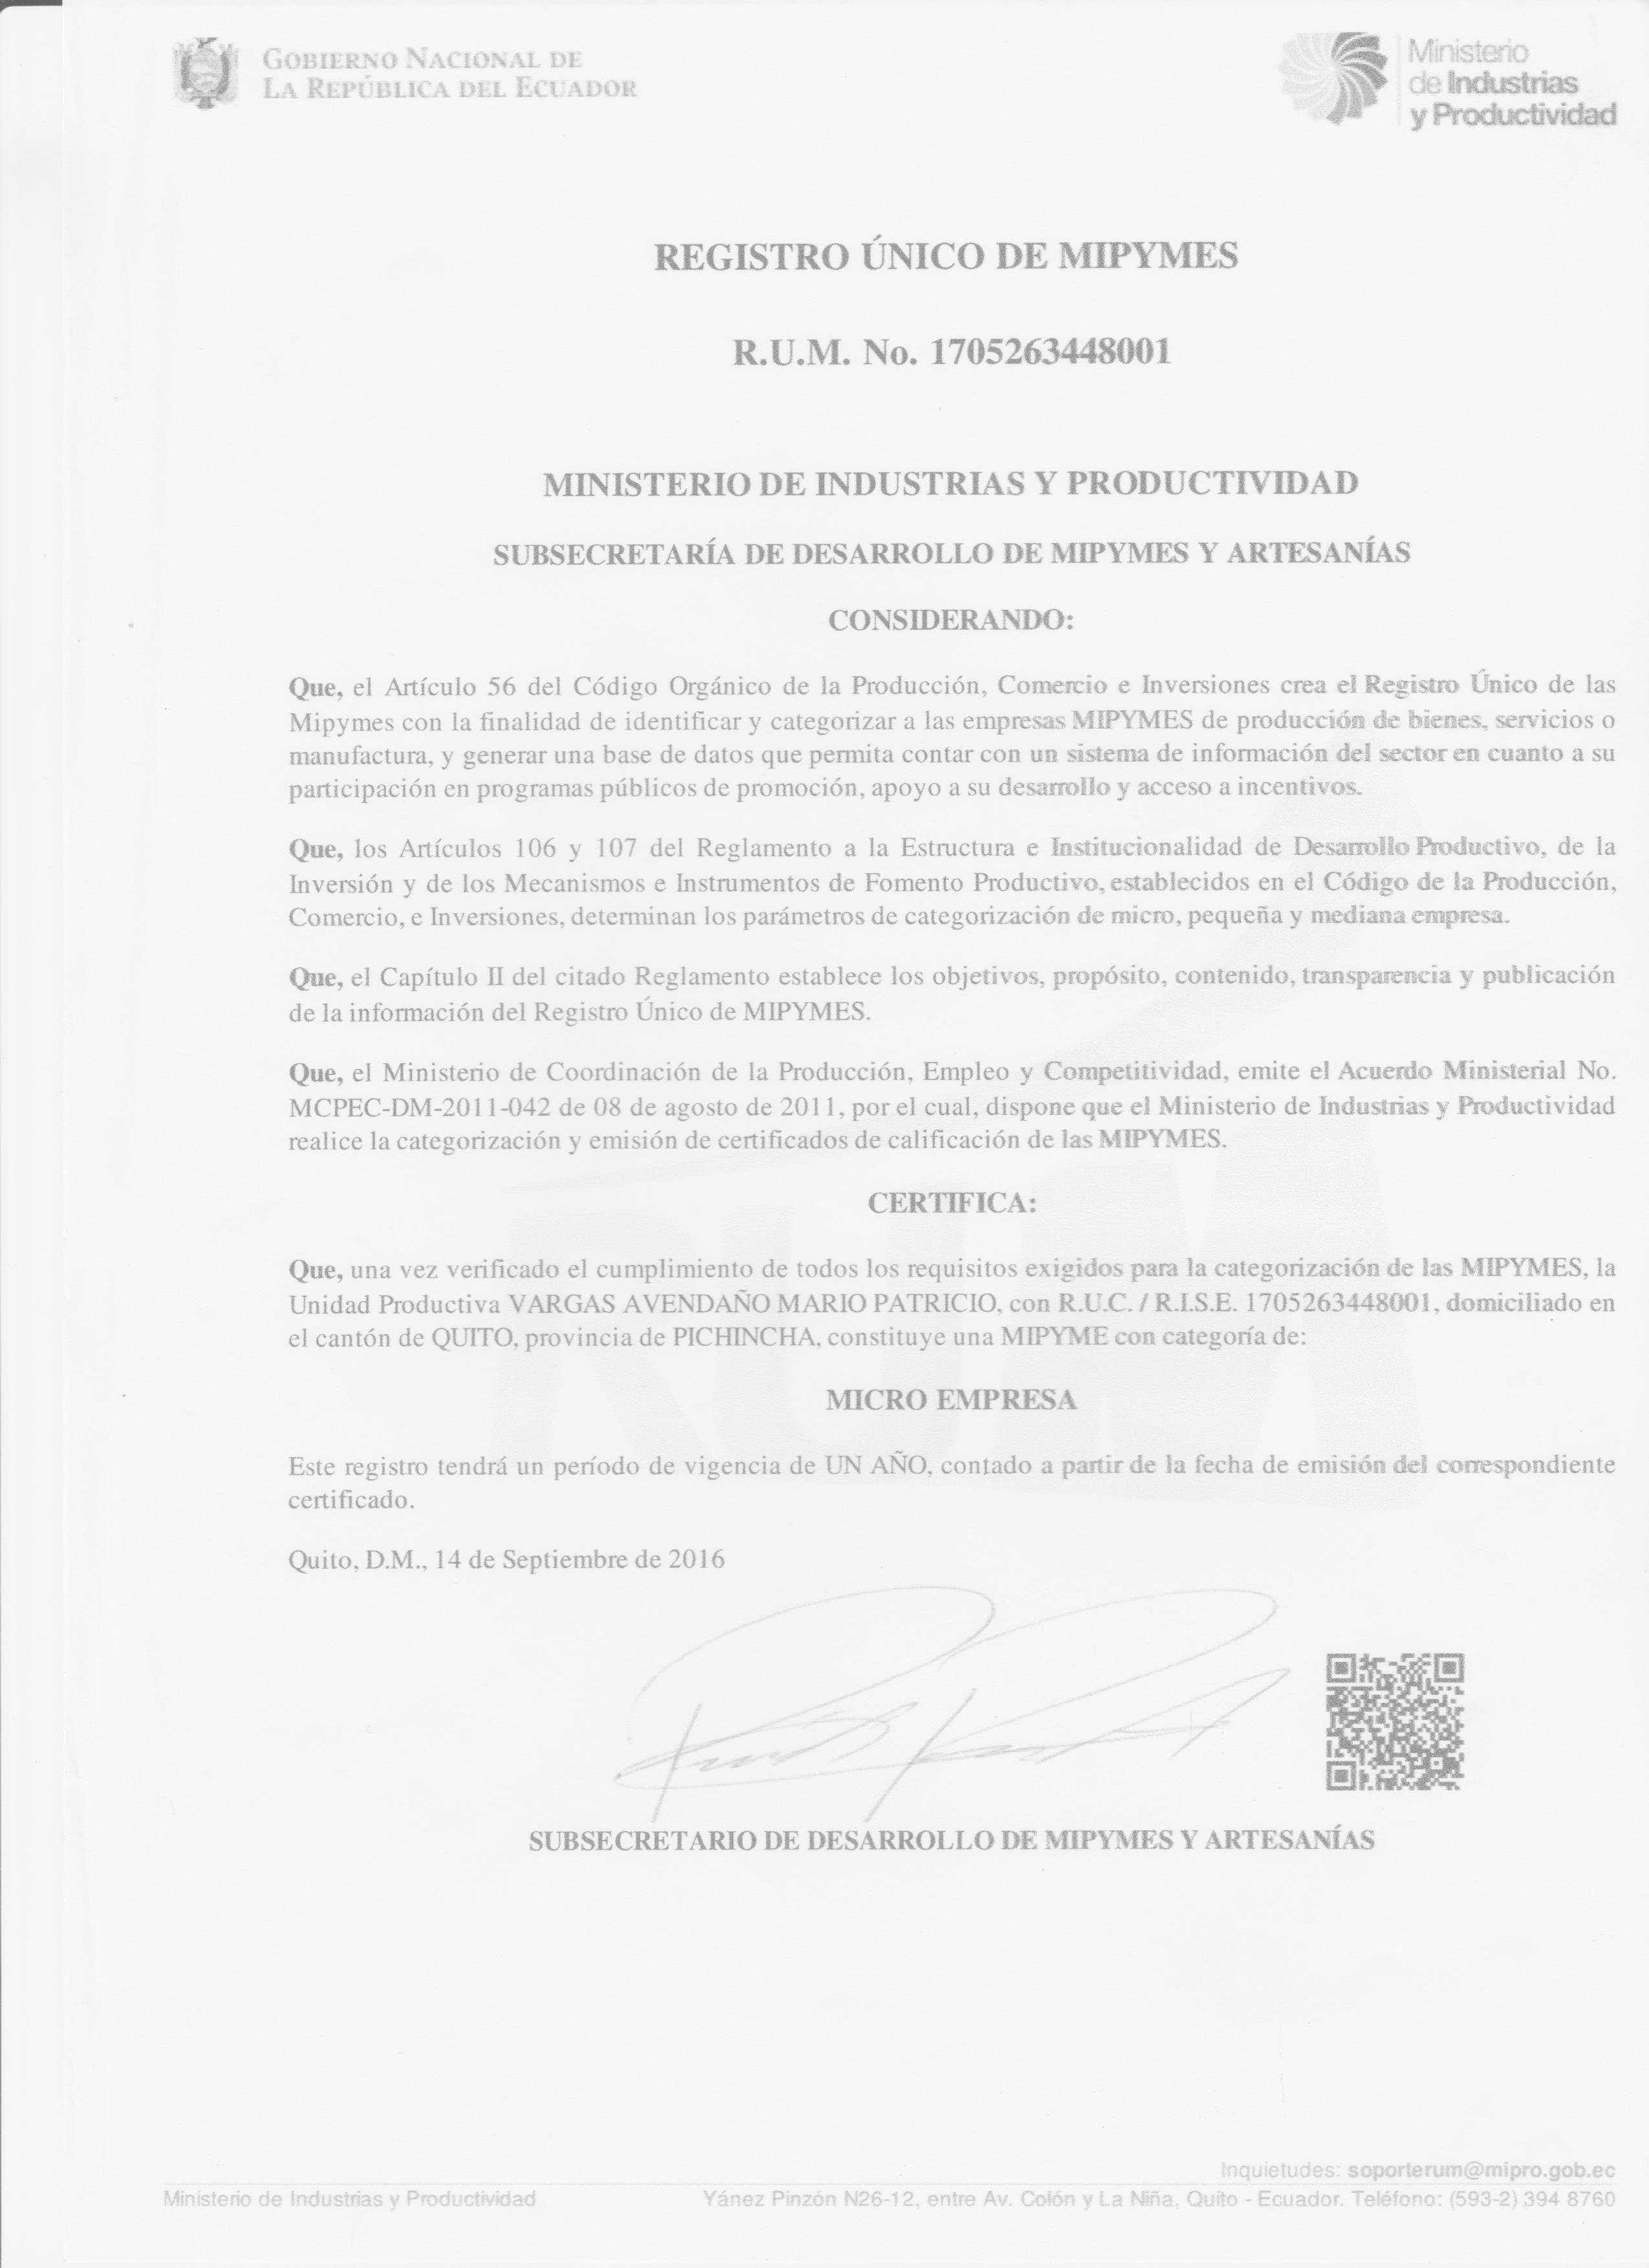 GOBIERNO NACIONAL DE
LA REPÚBLICA DEL ECUADOR
Ministerio
de Industrias
y Productividad
REGISTRO ÚNICO DE MIPYMES
R.U.M. No. 1705263448001
MINISTERIO DE INDUSTRIAS Y PRODUCTIVIDAD
SUBSECRETARÍA DE DESARROLLO DE MIPYMES Y ARTESANÍAS
CONSIDERANDO:
Que, el Artículo 56 del Código Orgánico de la Producción, Comercio e Inversiones crea el Registro Único de las
Mipymes con la finalidad de identificar y categorizar a las empresas MIPYMES de producción de bienes, servicios o
manufactura, y generar una base de datos que permita contar con un sistema de información del sector en cuanto a su
participación en programas públicos de promoción, apoyo a su desarrollo y acceso a incentivos.
Que, los Artículos 106 y 107 del Reglamento a la Estructura e Institucionalidad de Desarrollo Productivo, de la
Inversión y de los Mecanismos e Instrumentos de Fomento Productivo, establecidos en el Código de la Producción,
Comercio, e Inversiones, determinan los parámetros de categorización de micro, pequeña y mediana empresa.
Que, el Capítulo II del citado Reglamento establece los objetivos, propósito, contenido, transparencia y publicación
de la información del Registro Único de MIPYMES.
Que, el Ministerio de Coordinación de la Producción, Empleo y Competitividad, emite el Acuerdo Ministerial No.
MCPEC-DM-2011-042 de 08 de agosto de 2011, por el cual, dispone que el Ministerio de Industrias y Productividad
realice la categorización y emisión de certificados de calificación de las MIPYMES.
RUM
CERTIFICA:
Que, una vez verificado el cumplimiento de todos los requisitos exigidos para la categorización de las MIPYMES, la
Unidad Productiva VARGAS AVENDAÑO MARIO PATRICIO, con R.U.C. / R.I.S.E. 1705263448001, domiciliado en
el cantón de QUITO, provincia de PICHINCHA, constituye una MIPYME con categoría de:
MICRO EMPRESA
Este registro tendrá un período de vigencia de UN AÑO, contado a partir de la fecha de emisión del correspondiente
certificado.
Quito, D.M., 14 de Septiembre de 2016
SUBSECRETARIO DE DESARROLLO DE MIPYMES Y ARTESANÍAS
Inquietudes: soporterum@mipro.gob.ec
Ministerio de Industrias y Productividad
Yánez Pinzón N26-12, entre Av. Colón y La Niña, Quito - Ecuador. Teléfono: (593-2) 394 8760